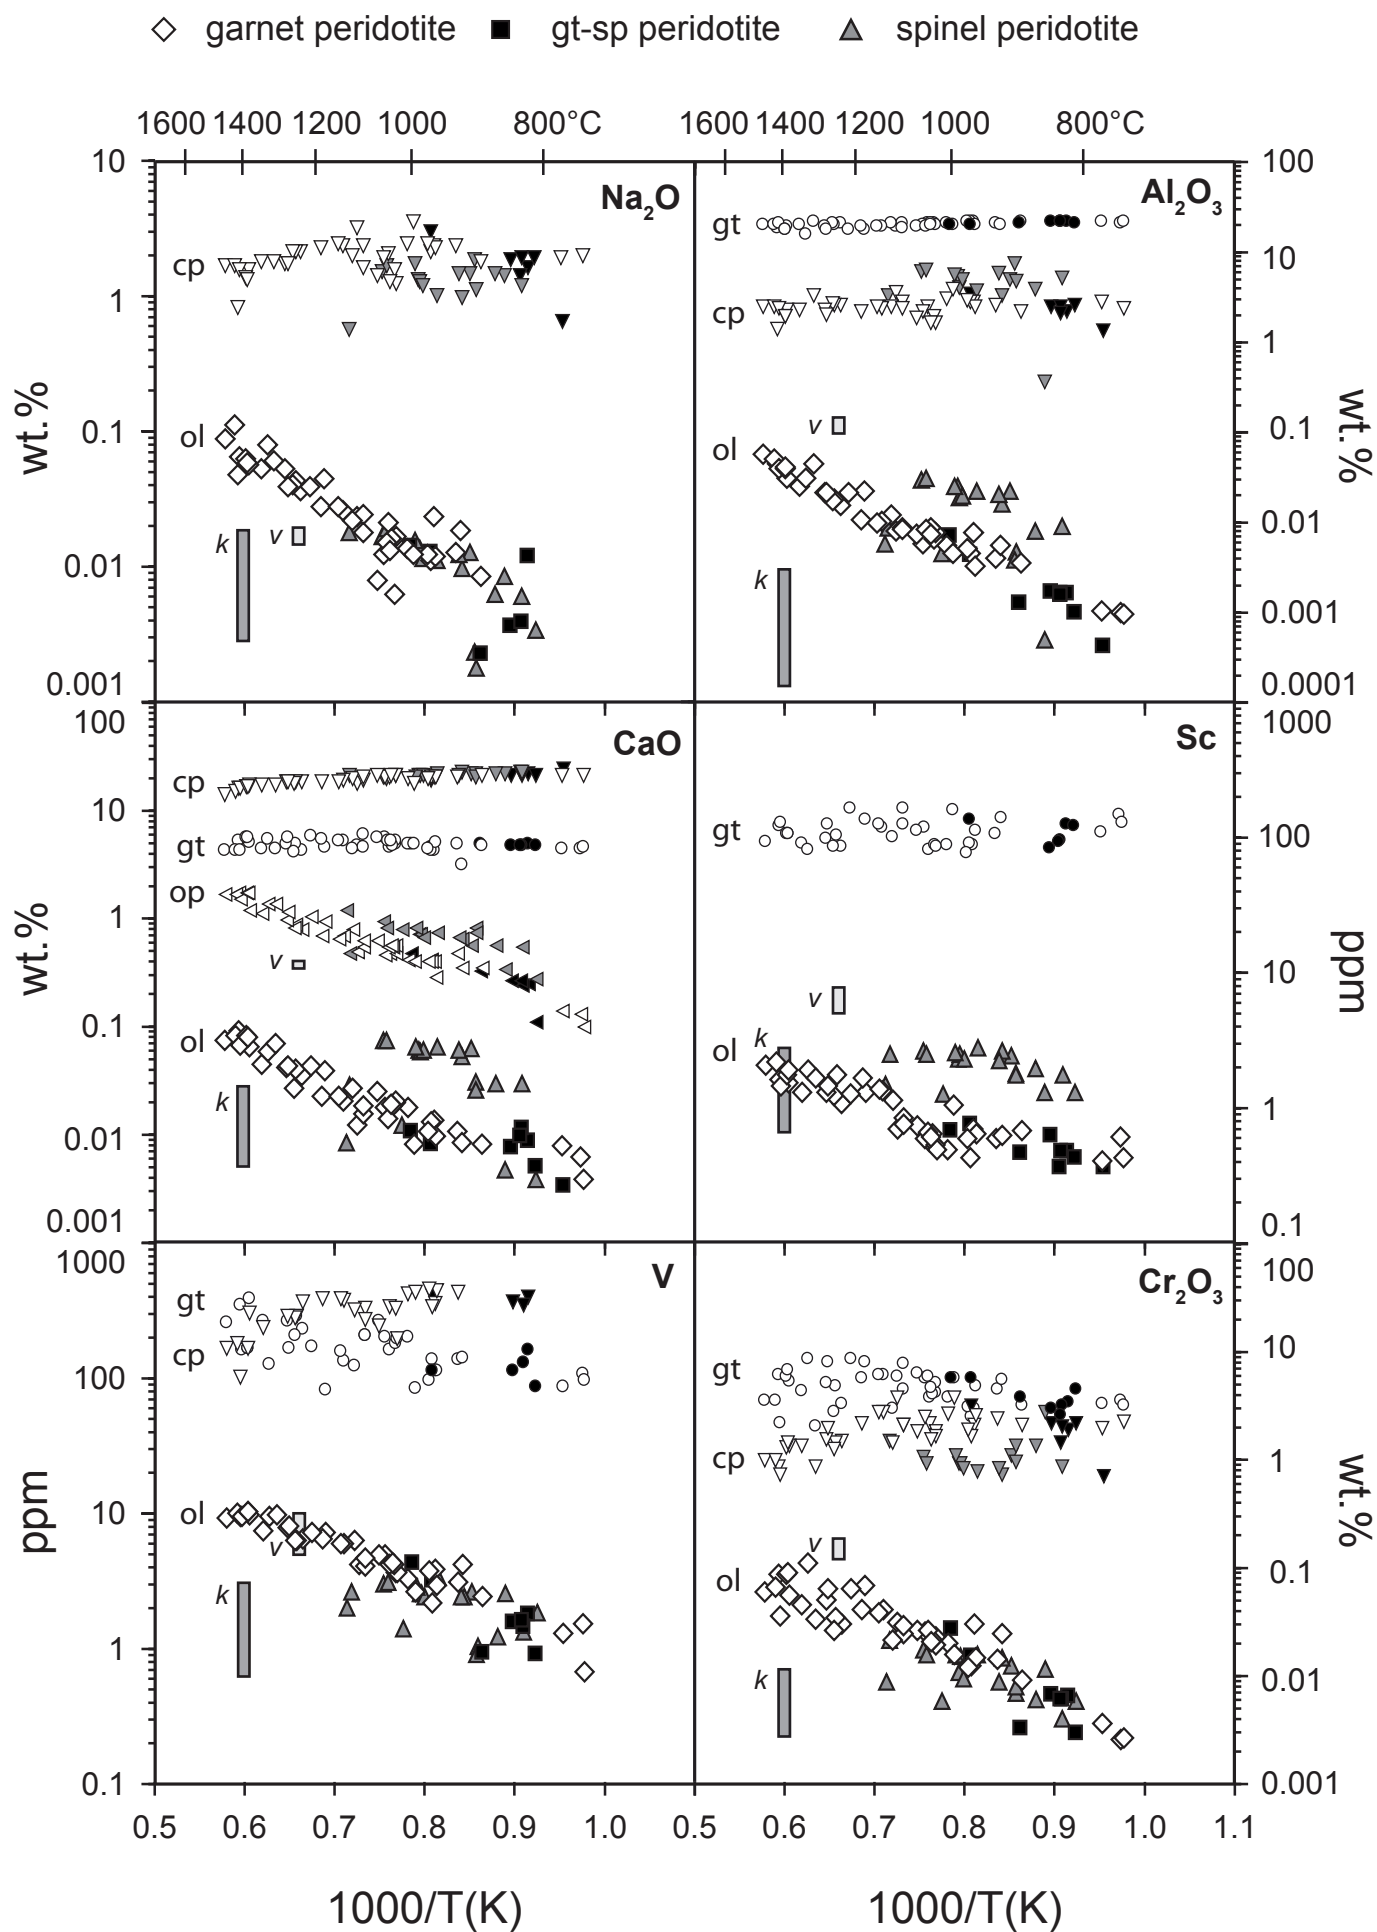 garnet peridotite gt-sp peridotite spinel peridotite
1600 1400 1200 1000 800°C 1600 1400 1200 1000 800°C
10 Na2O Al2O3 100
gt
cp 10
1 cp 1
wt.% wt.%
0.1 ol v ol 0.1
k v 0.01
0.01 k 0.001
0.001 0.0001
100 CaO Sc 1000
cp
10 gt gt 100
op
1
wt.% v v 10 ppm
0.1 ol ol k
k 1
0.01
0.001 0.1
1000 V Cr2O3 100
gt
cp gt 10
100
cp 1
ppm wt.%
10 ol v ol v 0.1
k k 0.01
1
0.1 0.001
0.5 0.6 0.7 0.8 0.9 1.0 0.5 0.6 0.7 0.8 0.9 1.0 1.1
1000/T(K) 1000/T(K)